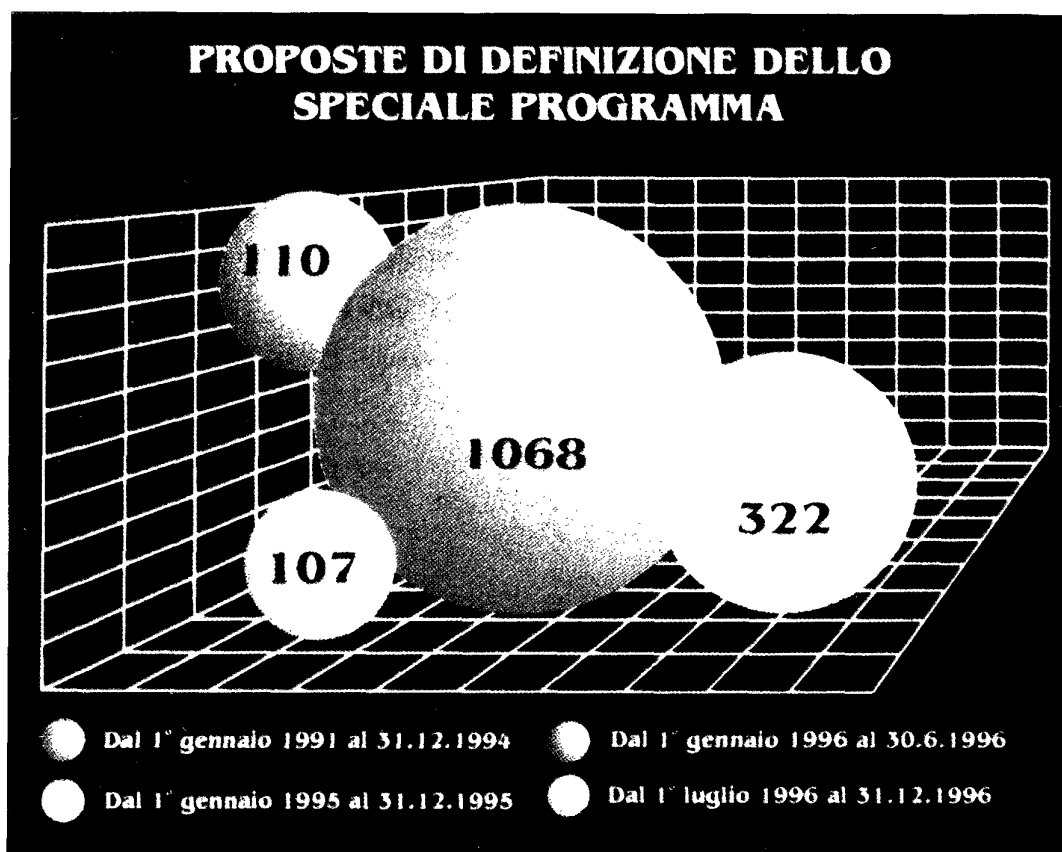 PROPOSTE DI DEFINIZIONE DELLO
SPECIALE PROGRAMMA
110
1068
322
107
Dal 1° gennaio 1991 al 31.12.1994
Dal 1° gennaio 1996 al 30.6.1996
Dal 1° gennaio 1995 al 31.12.1995
Dal 1° luglio 1996 al 31.12.1996